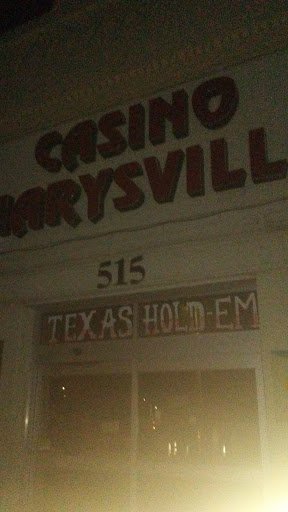 CASINO
MARYSVILL
515
TEXAS HOLD-EM